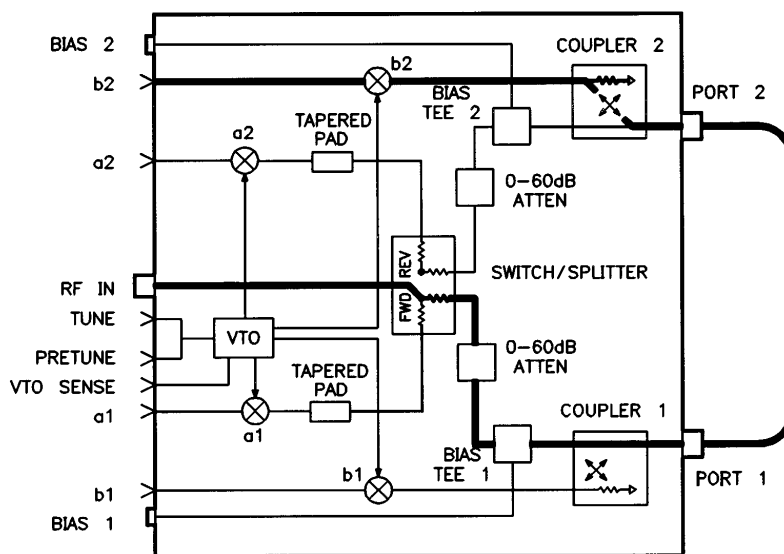 BIAS 2
COUPLER 2
b2
b2
BIAS
TEE 2
PORT 2
TAPERED
PAD
a2
a2
0-60dB
ATTEN
REV
SWITCH/SPLITTER
RF IN
FWD
TUNE
VTO
PRETUNE
0-60dB
ATTEN
VTO SENSE
TAPERED
PAD
a1
a1
COUPLER 1
BIAS
TEE 1
PORT 1
b1
b1
BIAS 1